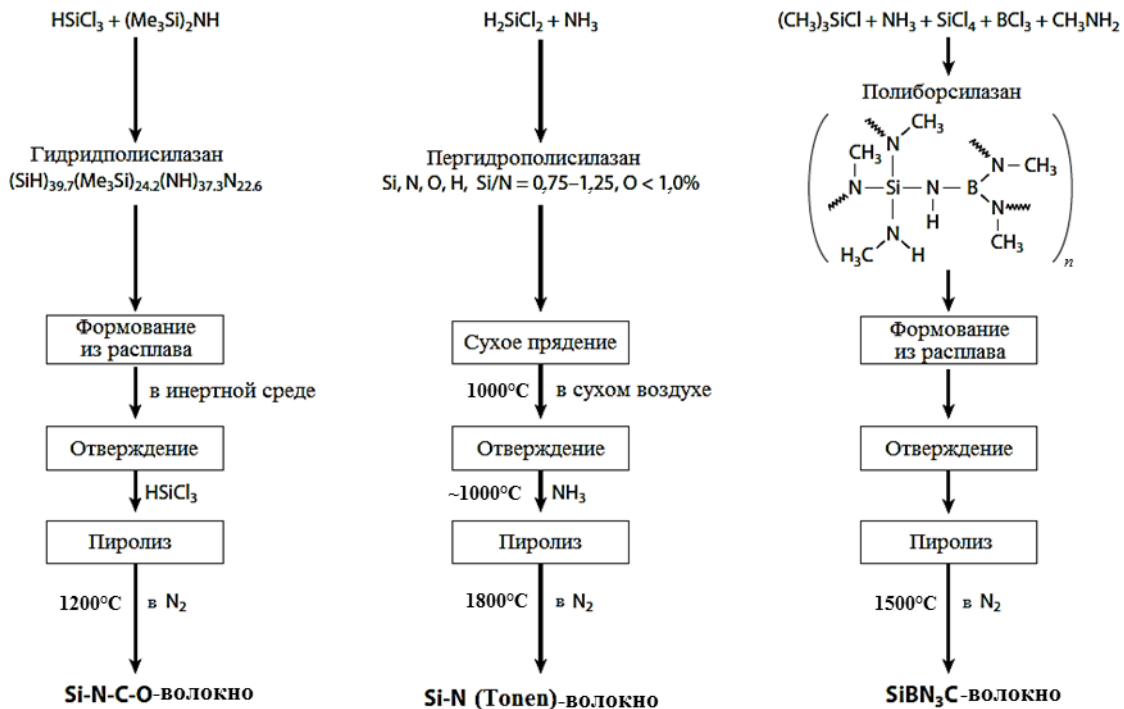 HSiCl₃ + (Me₃Si)₂NH
Гидридполисилазан
(SiH)₃₉.₇(Me₃Si)₂₄.₂(NH)₃₇.₃N₂₂.₆
Формование
из расплава
в инертной среде
Отверждение
HSiCl₃
Пиролиз
1200°C в N₂
Si-N-C-O-волокно
H₂SiCl₂ + NH₃
Пергидрополисилазан
Si, N, O, H, Si/N = 0,75–1,25, O < 1,0%
Сухое прядение
1000°C в сухом воздухе
Отверждение
~1000°C NH₃
Пиролиз
1800°C в N₂
Si-N (Tonen)-волокно
(CH₃)₃SiCl + NH₃ + SiCl₄ + BCl₃ + CH₃NH₂
Полиборсилазан
CH₃
N
CH₃ N N–CH₃
N Si N B
H N
N CH₃
H₃C H
n
Формование
из расплава
Отверждение
Пиролиз
1500°C в N₂
SiBN₃C-волокно